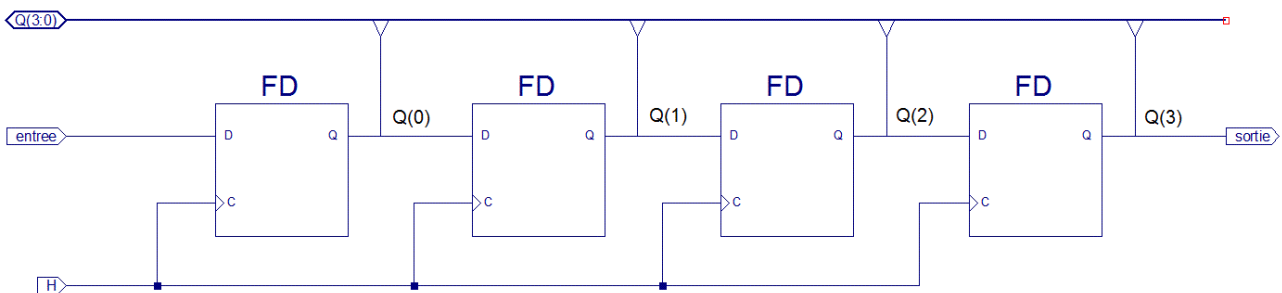 Q(3:0)
FD FD FD FD
Q(0) Q(1) Q(2) Q(3)
entree D Q D Q D Q D Q sortie
C C C C
H